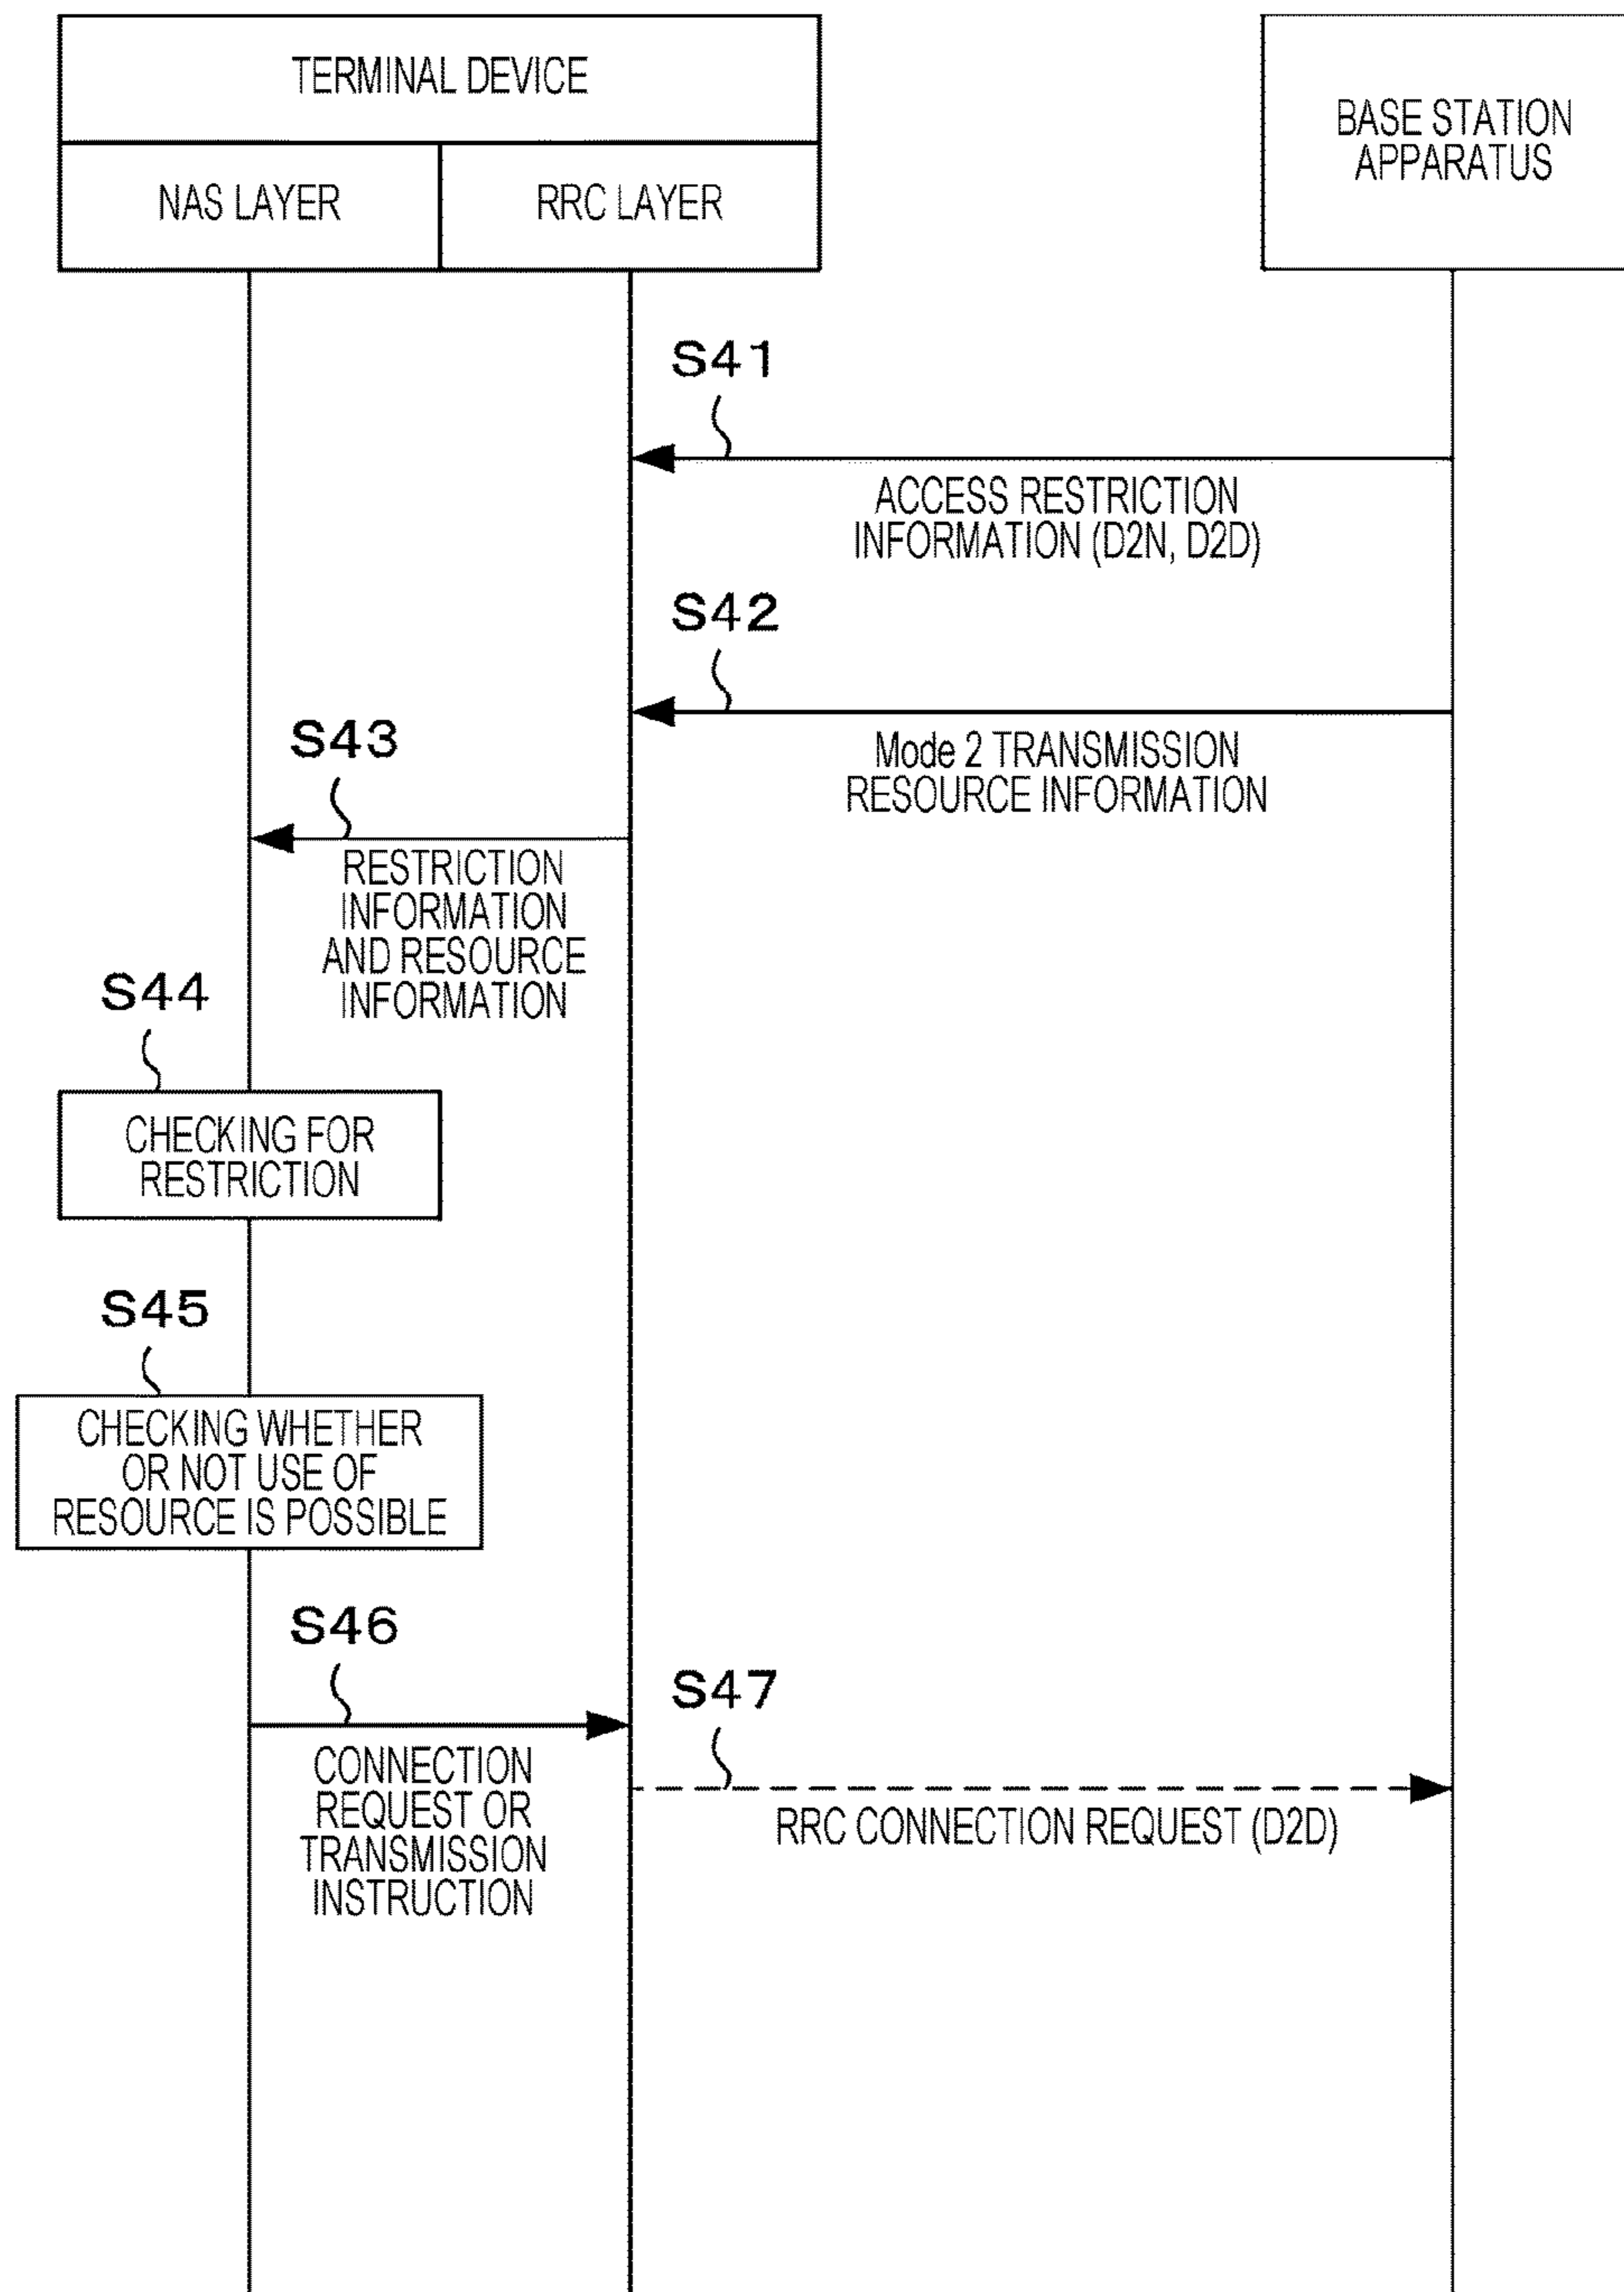 TERMINAL DEVICE
NAS LAYER
RRC LAYER
BASE STATION
APPARATUS
S41
ACCESS RESTRICTION
INFORMATION (D2N, D2D)
S42
Mode 2 TRANSMISSION
RESOURCE INFORMATION
S43
RESTRICTION
INFORMATION
AND RESOURCE
INFORMATION
S44
CHECKING FOR
RESTRICTION
S45
CHECKING WHETHER
OR NOT USE OF
RESOURCE IS POSSIBLE
S46
CONNECTION
REQUEST OR
TRANSMISSION
INSTRUCTION
S47
RRC CONNECTION REQUEST (D2D)